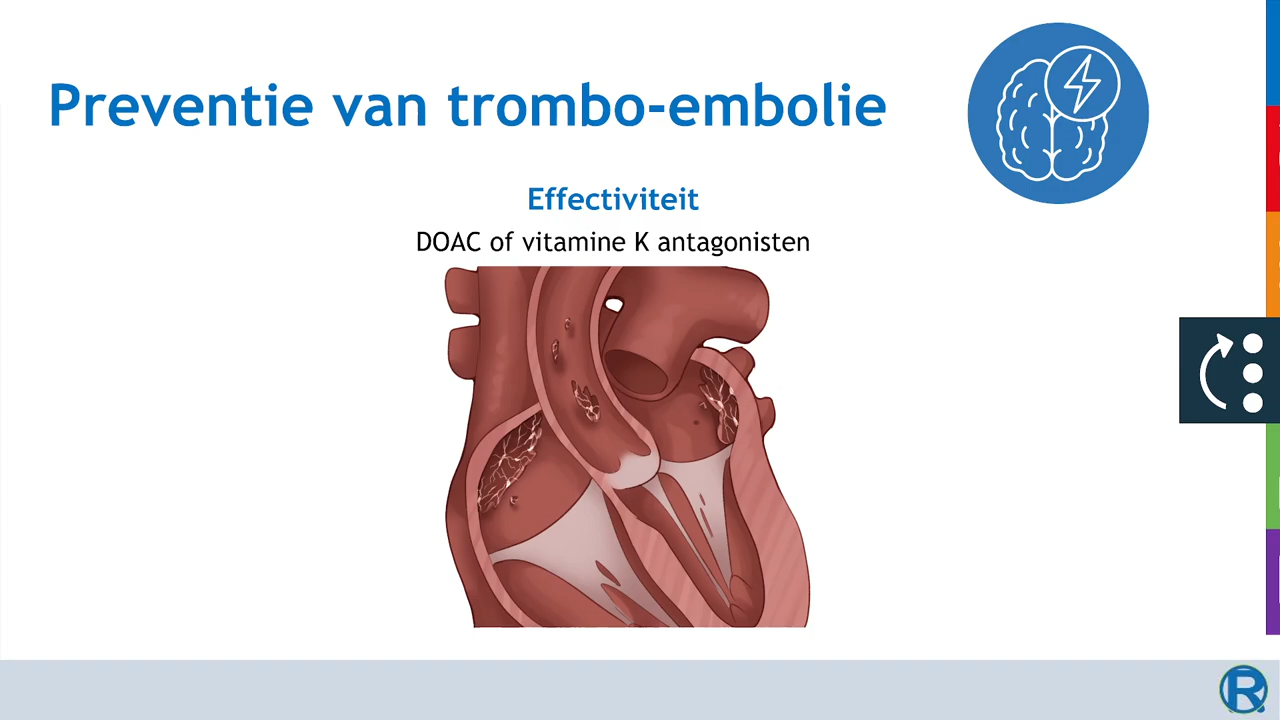 Preventie van trombo-embolie
Effectiviteit
DOAC of vitamine K antagonisten
R